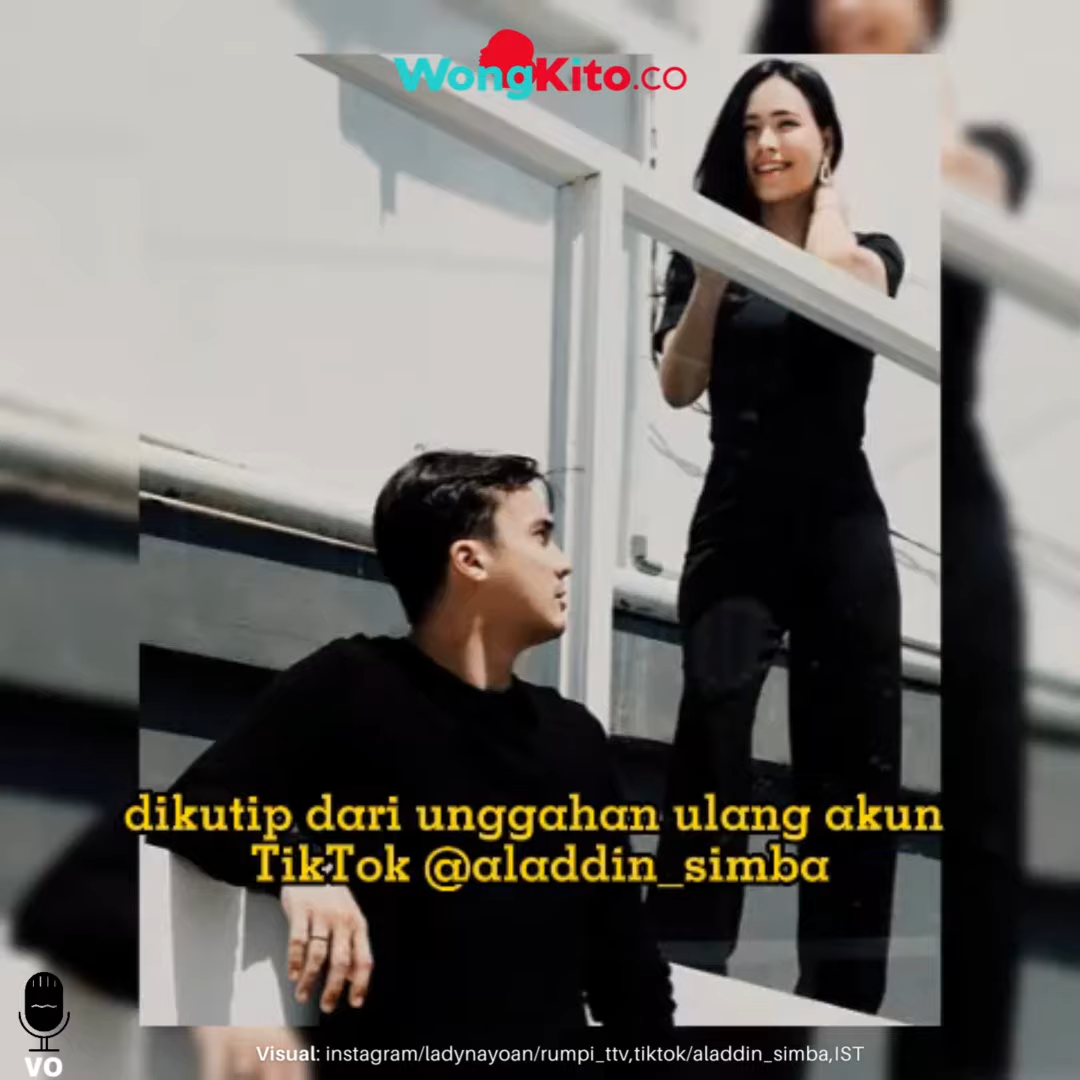 WongKito.co
dikutip dari unggahan ulang akun
TikTok @aladdin_simba
VO
Visual: instagram/ladynayoan/rumpi_ttv,tiktok/aladdin_simba,IST